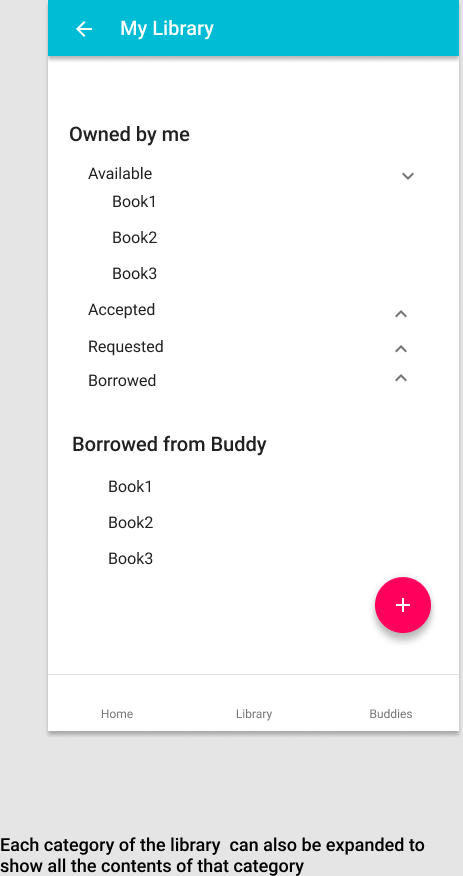 My Library
Owned by me
Available
Book1
Book2
Book3
Accepted
Requested
Borrowed
Borrowed from Buddy
Book1
Book2
Book3
Home Library Buddies
Each category of the library  can also be expanded to
show all the contents of that category